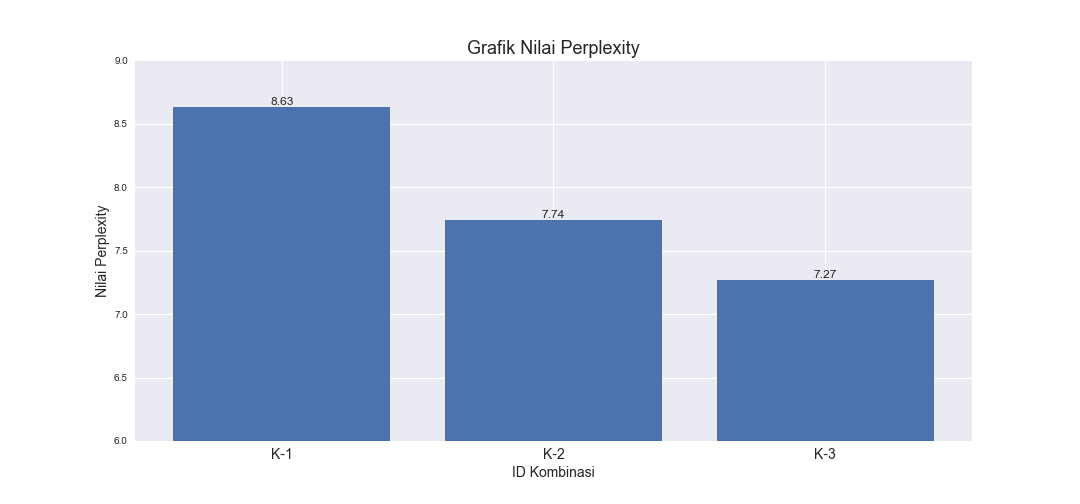 Grafik Nilai Perplexity
9.0
8.5
8.0
7.5
7.0
6.5
6.0
Nilai Perplexity
8.63
7.74
7.27
K-1
K-2
K-3
ID Kombinasi